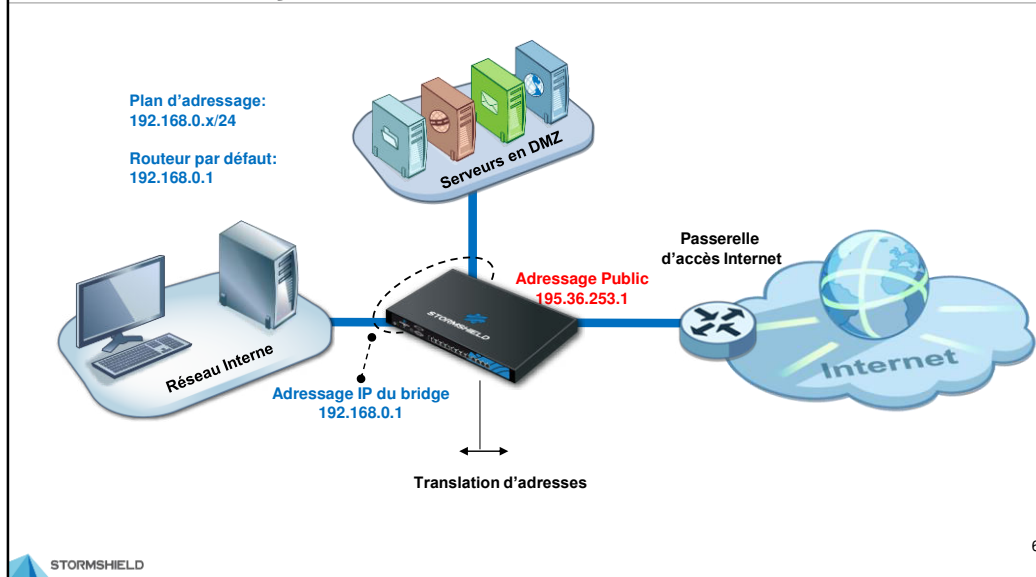 Plan d'adressage:
192.168.0.x/24
Routeur par défaut:
192.168.0.1
Serveurs en DMZ
Passerelle
d'accès Internet
Adressage Public
195.36.253.1
STORMSHIELD
Internet
Réseau Interne
Adressage IP du bridge
192.168.0.1
Translation d'adresses
6
STORMSHIELD